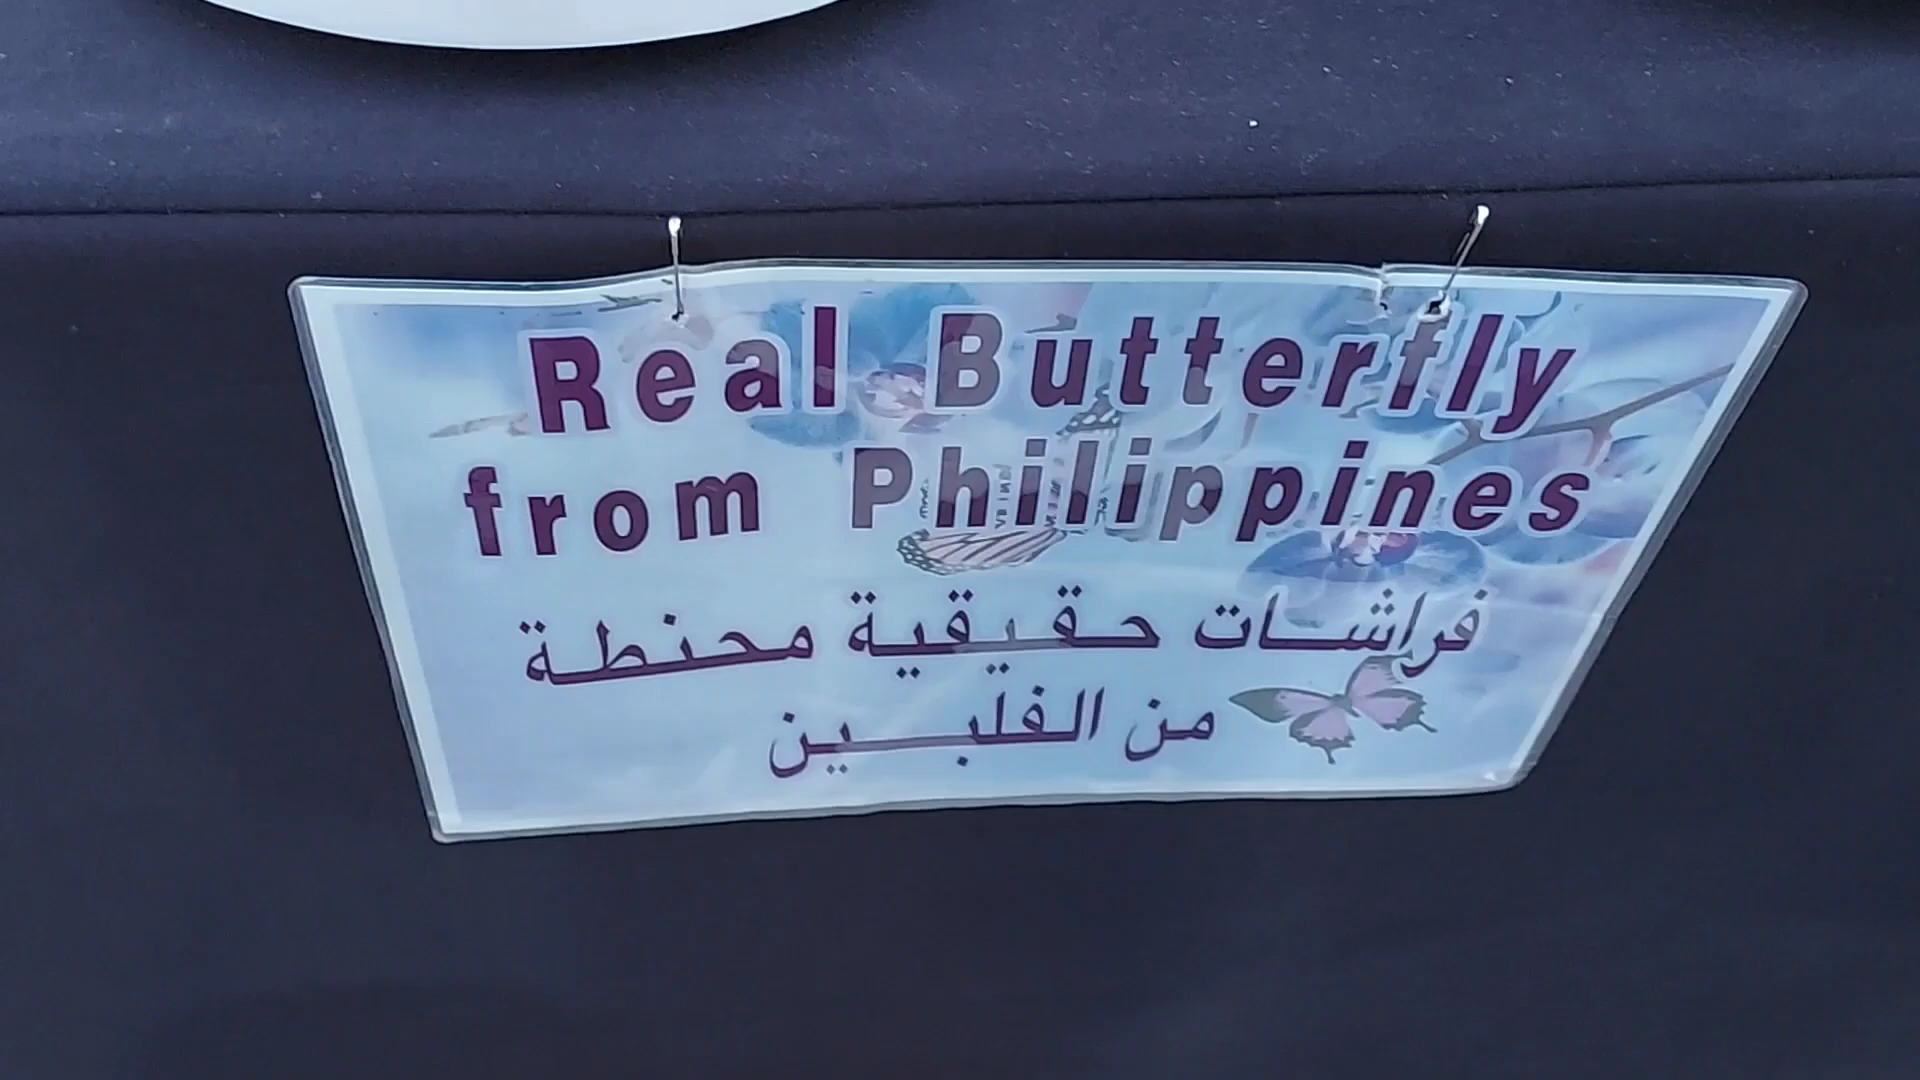 Real Butterfly
from Philippines
فراشات حقيقية محنطة
من الفلبين